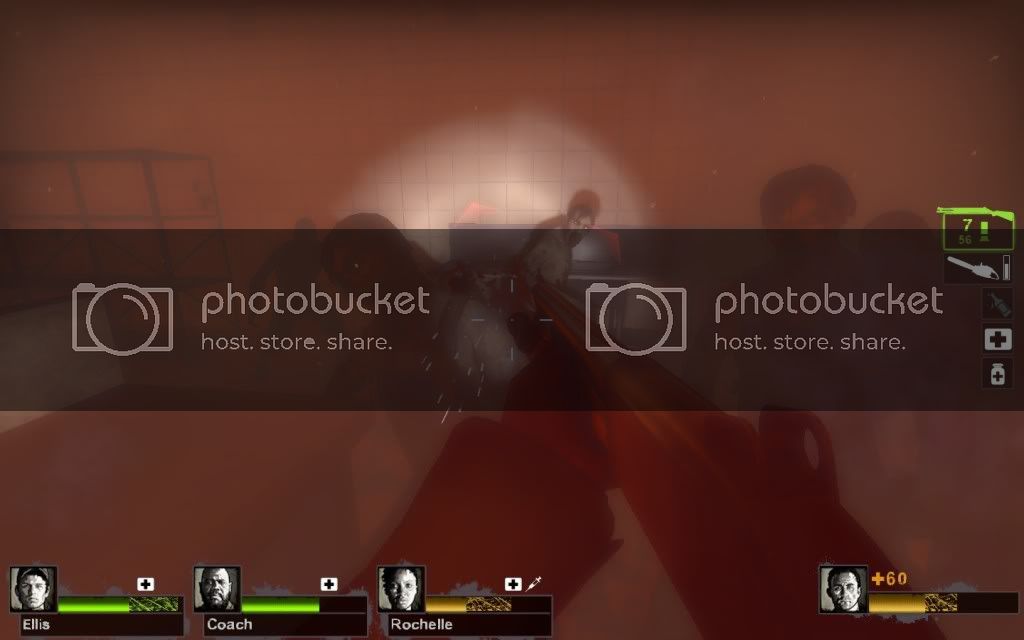 7
56
photobucket photobucket
host. store. share. host. store. share.
+60
Ellis Coach Rochelle